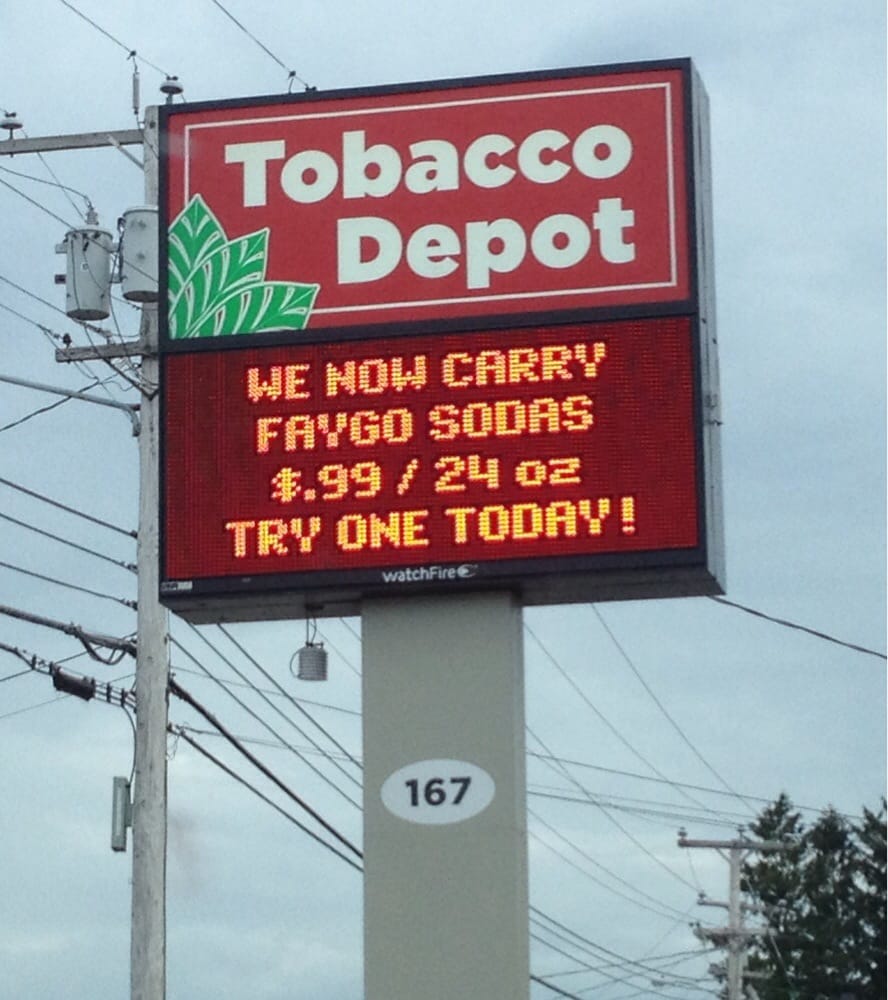 Tobacco
Depot
WE NOW CARRY
FAYGO SODAS
$.99 / 24 oz
TRY ONE TODAY!
watchFire
167